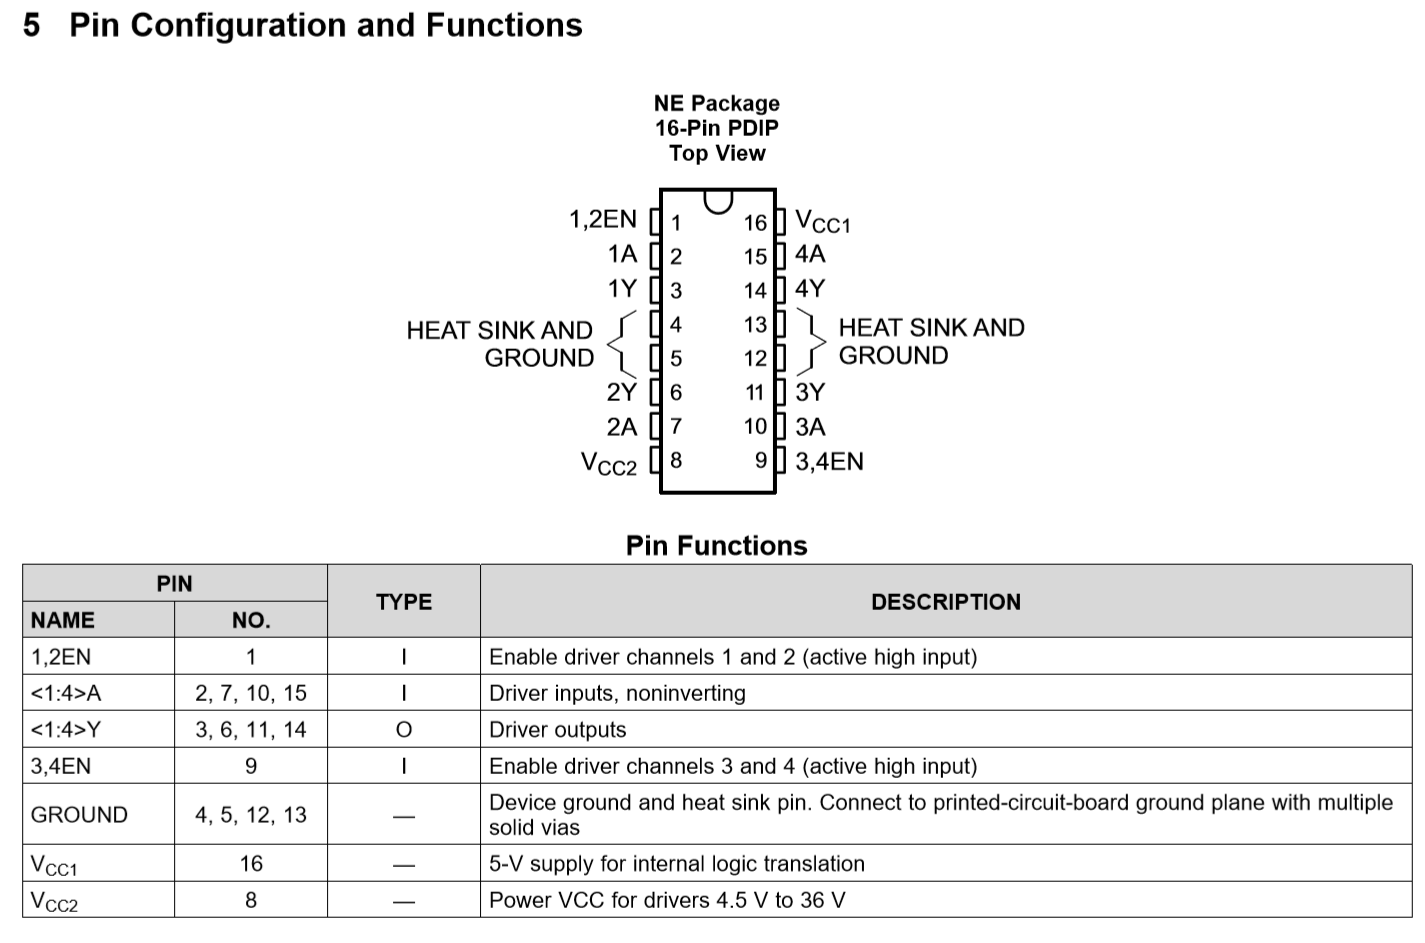 5 Pin Configuration and Functions
NE Package
16-Pin PDIP
Top View
1,2EN 1 16 VCC1
1A 2 15 4A
1Y 3 14 4Y
HEAT SINK AND 4 13 HEAT SINK AND
GROUND 5 12 GROUND
2Y 6 11 3Y
2A 7 10 3A
VCC2 8 9 3,4EN
Pin Functions
PIN
TYPE DESCRIPTION
NAME NO.
1,2EN 1 I Enable driver channels 1 and 2 (active high input)
<1:4>A 2, 7, 10, 15 I Driver inputs, noninverting
<1:4>Y 3, 6, 11, 14 O Driver outputs
3,4EN 9 I Enable driver channels 3 and 4 (active high input)
GROUND 4, 5, 12, 13 — Device ground and heat sink pin. Connect to printed-circuit-board ground plane with multiple
solid vias
VCC1 16 — 5-V supply for internal logic translation
VCC2 8 — Power VCC for drivers 4.5 V to 36 V